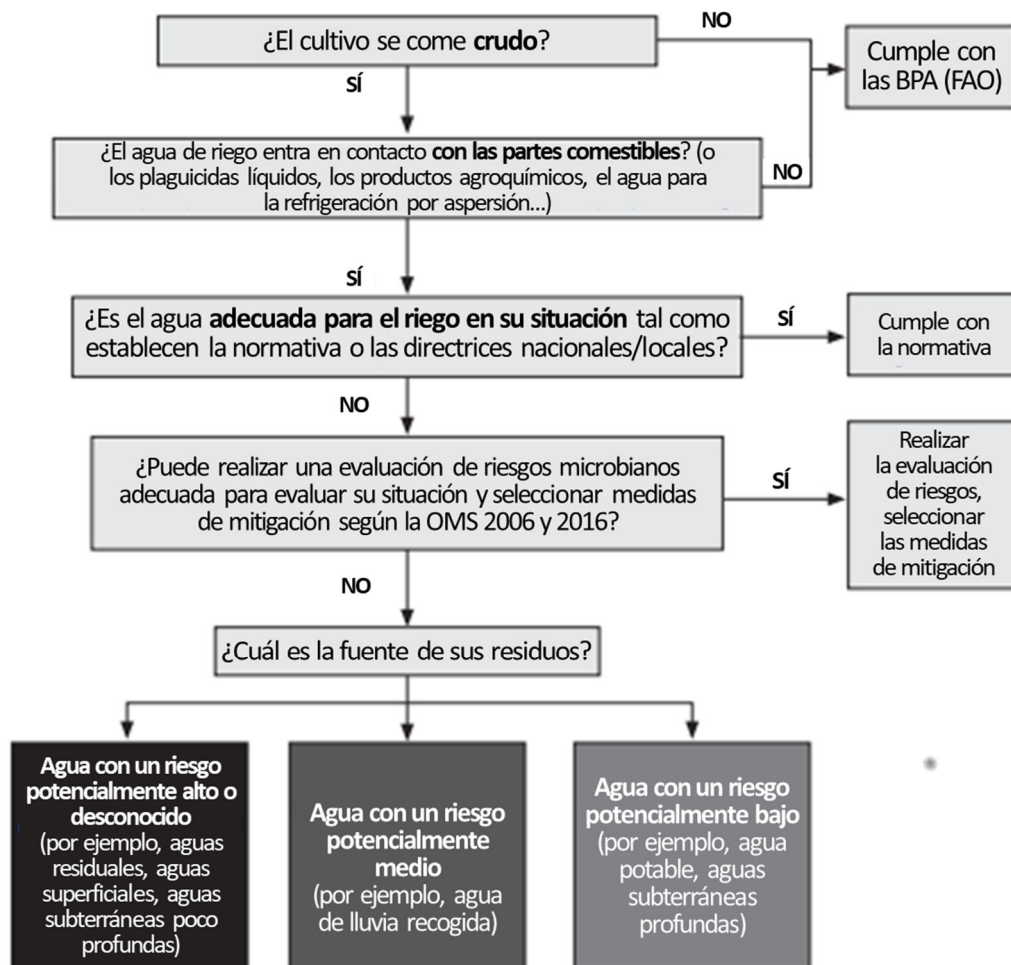 ¿El cultivo se come crudo?
NO
Cumple con
las BPA (FAO)
SÍ
¿El agua de riego entra en contacto con las partes comestibles? (o
los plaguicidas líquidos, los productos agroquímicos, el agua para
la refrigeración por aspersión...)
NO
SÍ
¿Es el agua adecuada para el riego en su situación tal como
establecen la normativa o las directrices nacionales/locales?
SÍ
Cumple con
la normativa
NO
¿Puede realizar una evaluación de riesgos microbianos
adecuada para evaluar su situación y seleccionar medidas
de mitigación según la OMS 2006 y 2016?
SÍ
Realizar
la evaluación
de riesgos,
seleccionar
las medidas
de mitigación
NO
¿Cuál es la fuente de sus residuos?
Agua con un riesgo
potencialmente alto o
desconocido
(por ejemplo, aguas
residuales, aguas
superficiales, aguas
subterráneas poco
profundas)
Agua con un riesgo
potencialmente
medio
(por ejemplo, agua
de lluvia recogida)
Agua con un riesgo
potencialmente bajo
(por ejemplo, agua
potable, aguas
subterráneas
profundas)